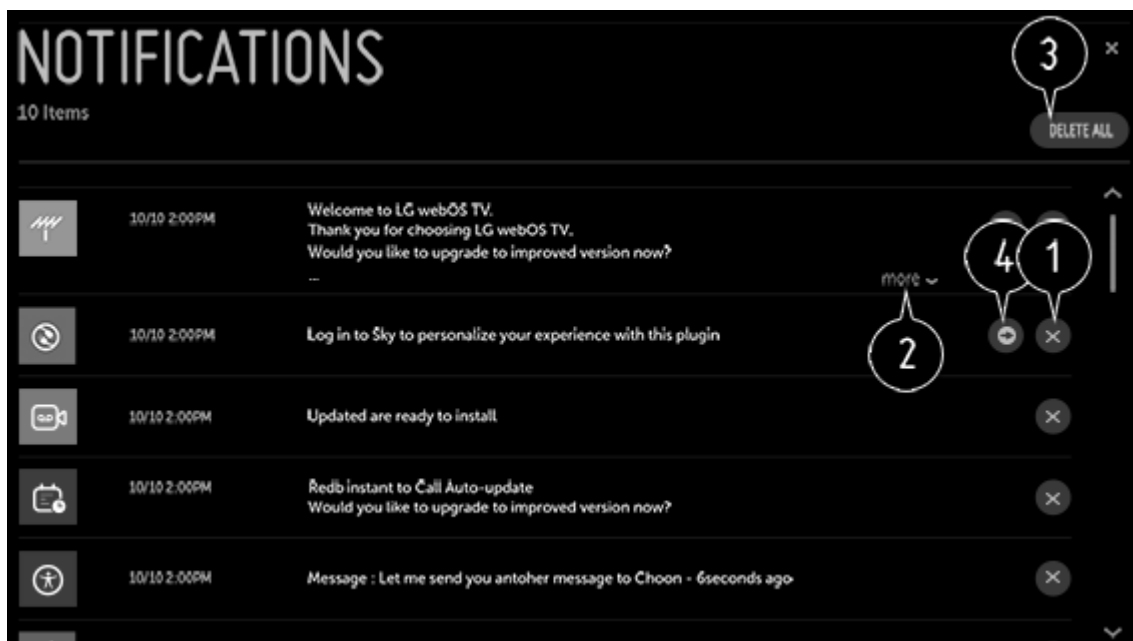 NOTIFICATIONS
10 Items
3
DELETE ALL
10/10 2:00PM
Welcome to LG webOS TV.
Thank you for choosing LG webOS TV.
Would you like to upgrade to improved version now?
...
more
4
1
10/10 2:00PM
Log in to Sky to personalize your experience with this plugin
2
10/10 2:00PM
Updated are ready to install
10/10 2:00PM
Redb instant to Call Auto-update
Would you like to upgrade to improved version now?
10/10 2:00PM
Message : Let me send you antoher message to Choon - 6seconds ago